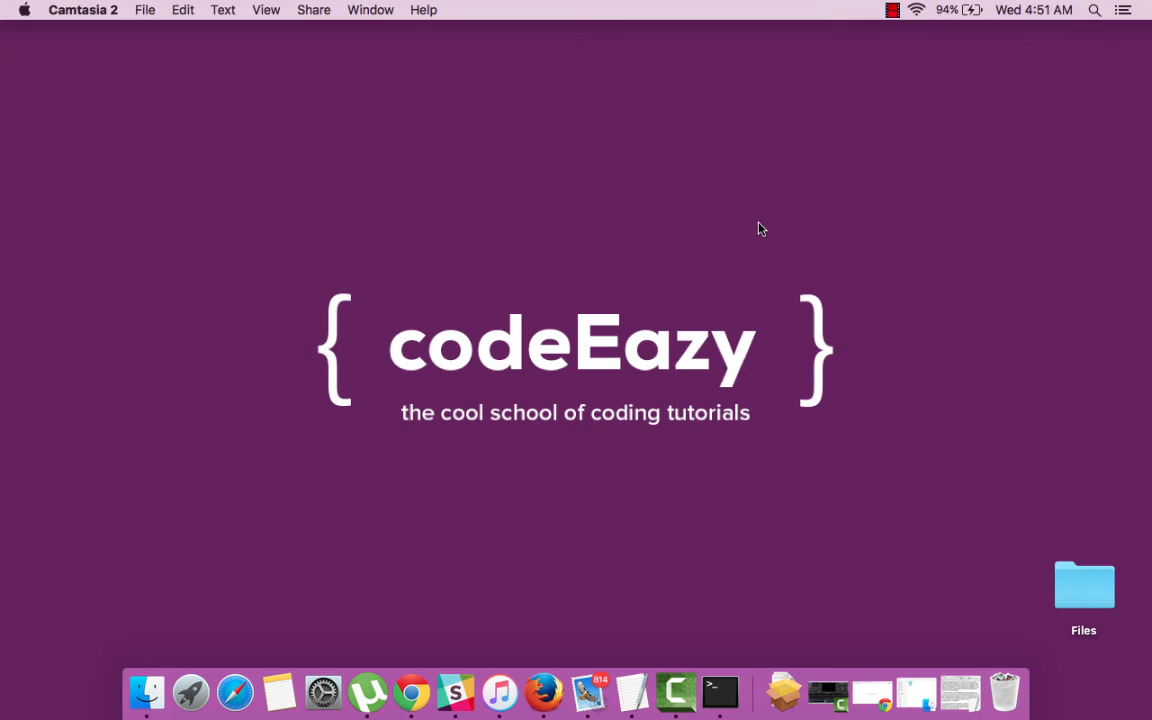 Camtasia 2 File Edit Text View Share Window Help 94% Wed 4:51 AM
{ codeEazy }
the cool school of coding tutorials
Files
814